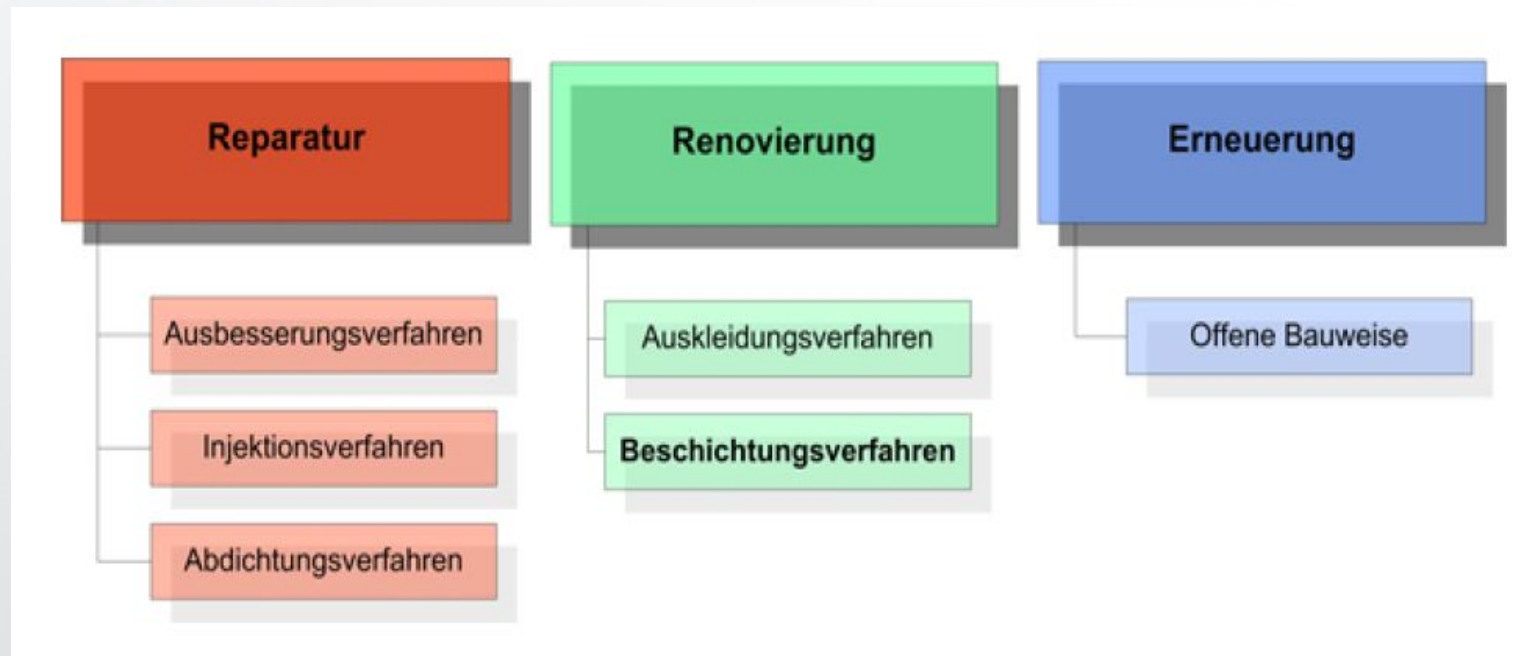 Reparatur
Ausbesserungsverfahren
Injektionsverfahren
Abdichtungsverfahren
Renovierung
Auskleidungsverfahren
Beschichtungsverfahren
Erneuerung
Offene Bauweise